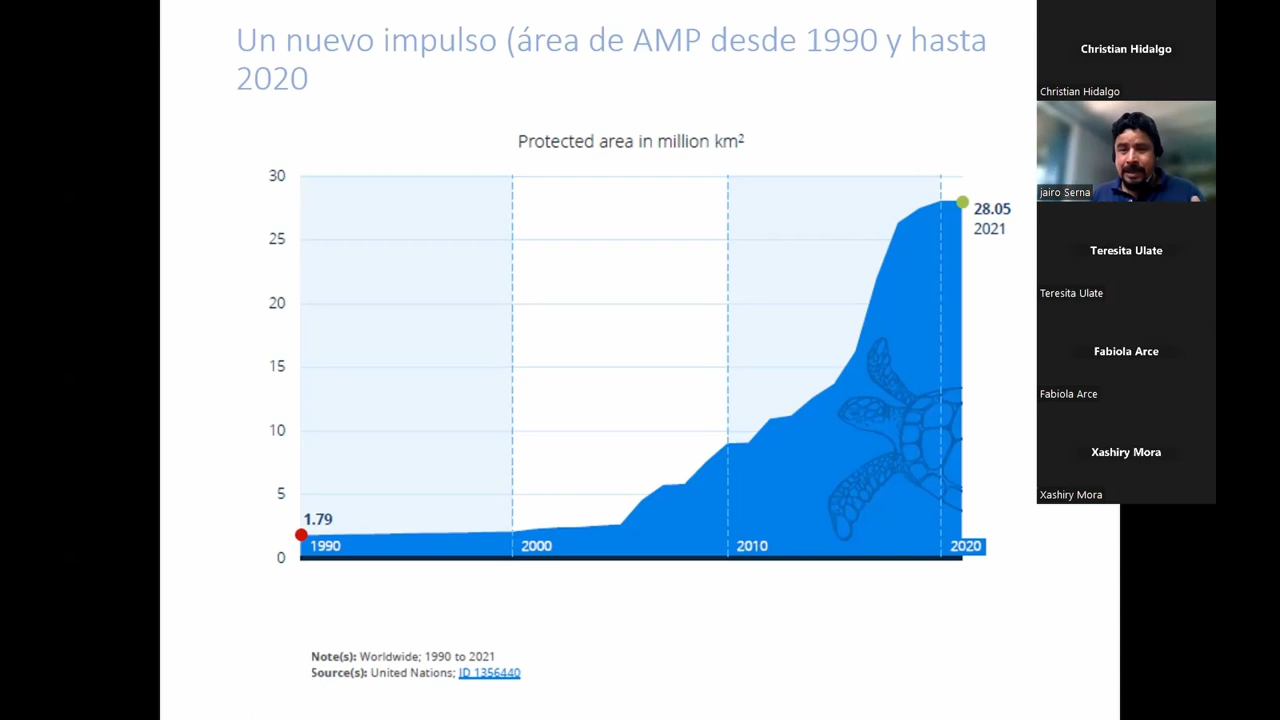 Un nuevo impulso (área de AMP desde 1990 y hasta
2020
Protected area in million km²
30
25
20
15
10
5
0
28.05
2021
1.79
1990
2000
2010
2020
Note(s): Worldwide; 1990 to 2021
Source(s): United Nations; ID 1356440
Christian Hidalgo
Christian Hidalgo
jairo Serna
Teresita Ulate
Teresita Ulate
Fabiola Arce
Fabiola Arce
Xashiry Mora
Xashiry Mora